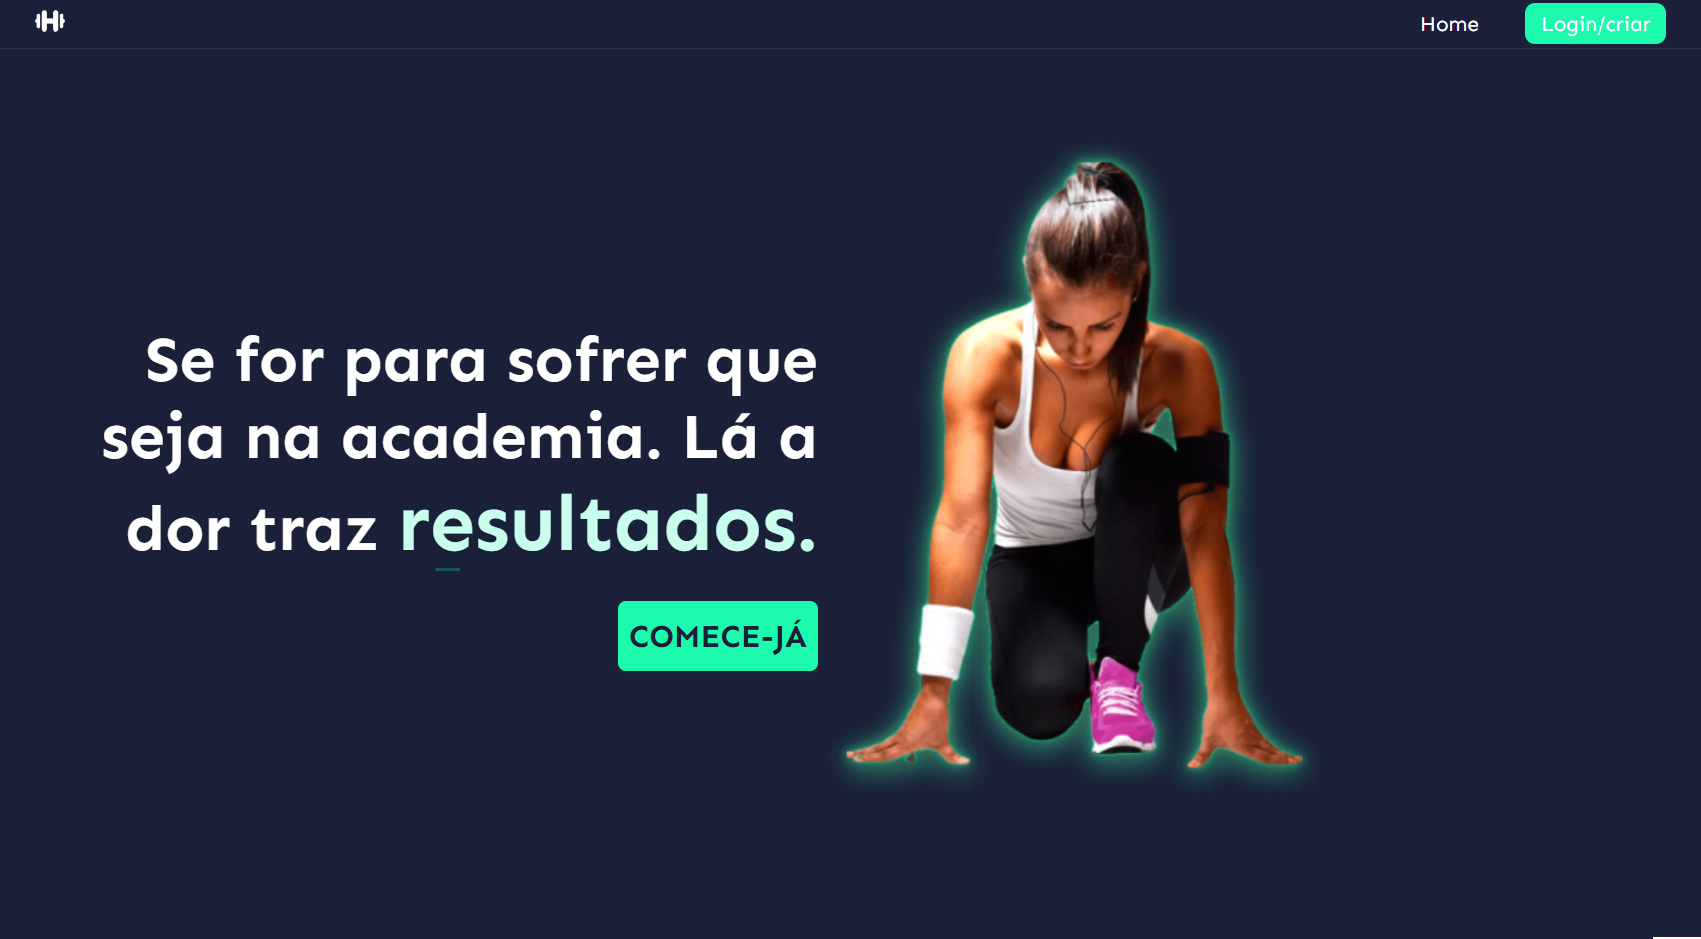 Home
Login/criar
Se for para sofrer que
seja na academia. Lá a
dor traz resultados.
COMECE-JÁ